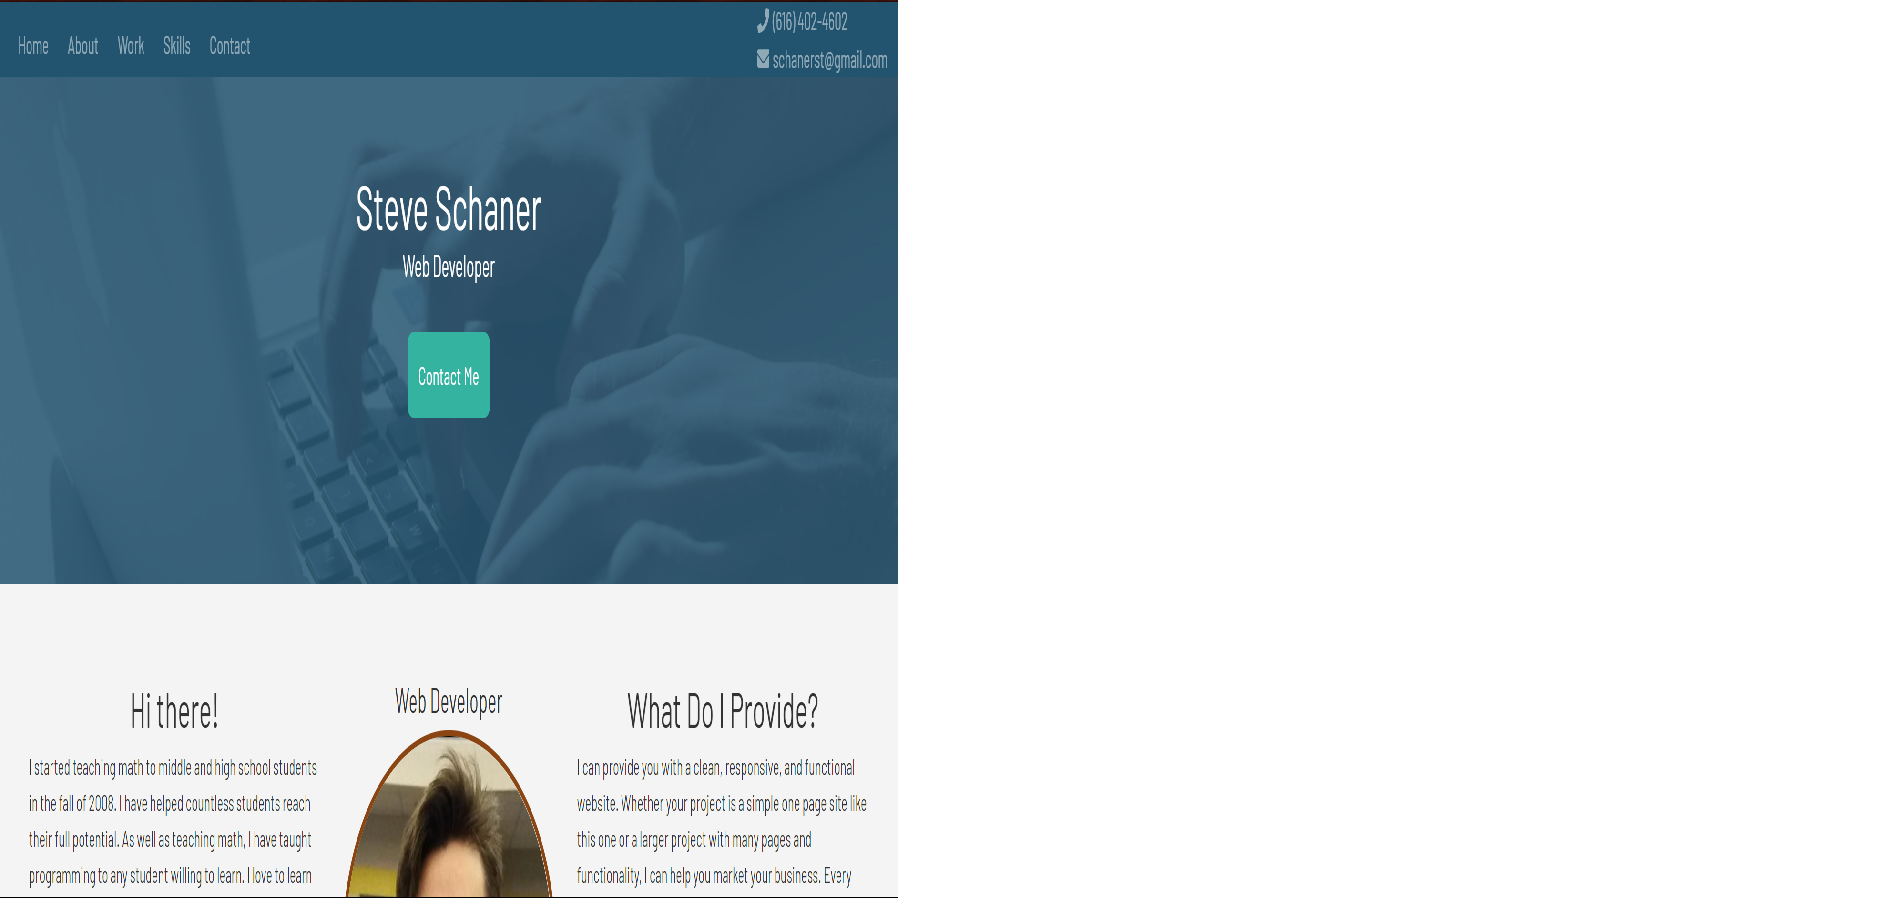 Home About Work Skills Contact
(616) 402-4602
schanerst@gmail.com
Steve Schaner
Web Developer
Contact Me
Hi there!
I started teaching math to middle and high school students
in the fall of 2008. I have helped countless students reach
their full potential. As well as teaching math, I have taught
programming to any student willing to learn. I love to learn
Web Developer
What Do I Provide?
I can provide you with a clean, responsive, and functional
website. Whether your project is a simple one page site like
this one or a larger project with many pages and
functionality, I can help you market your business. Every